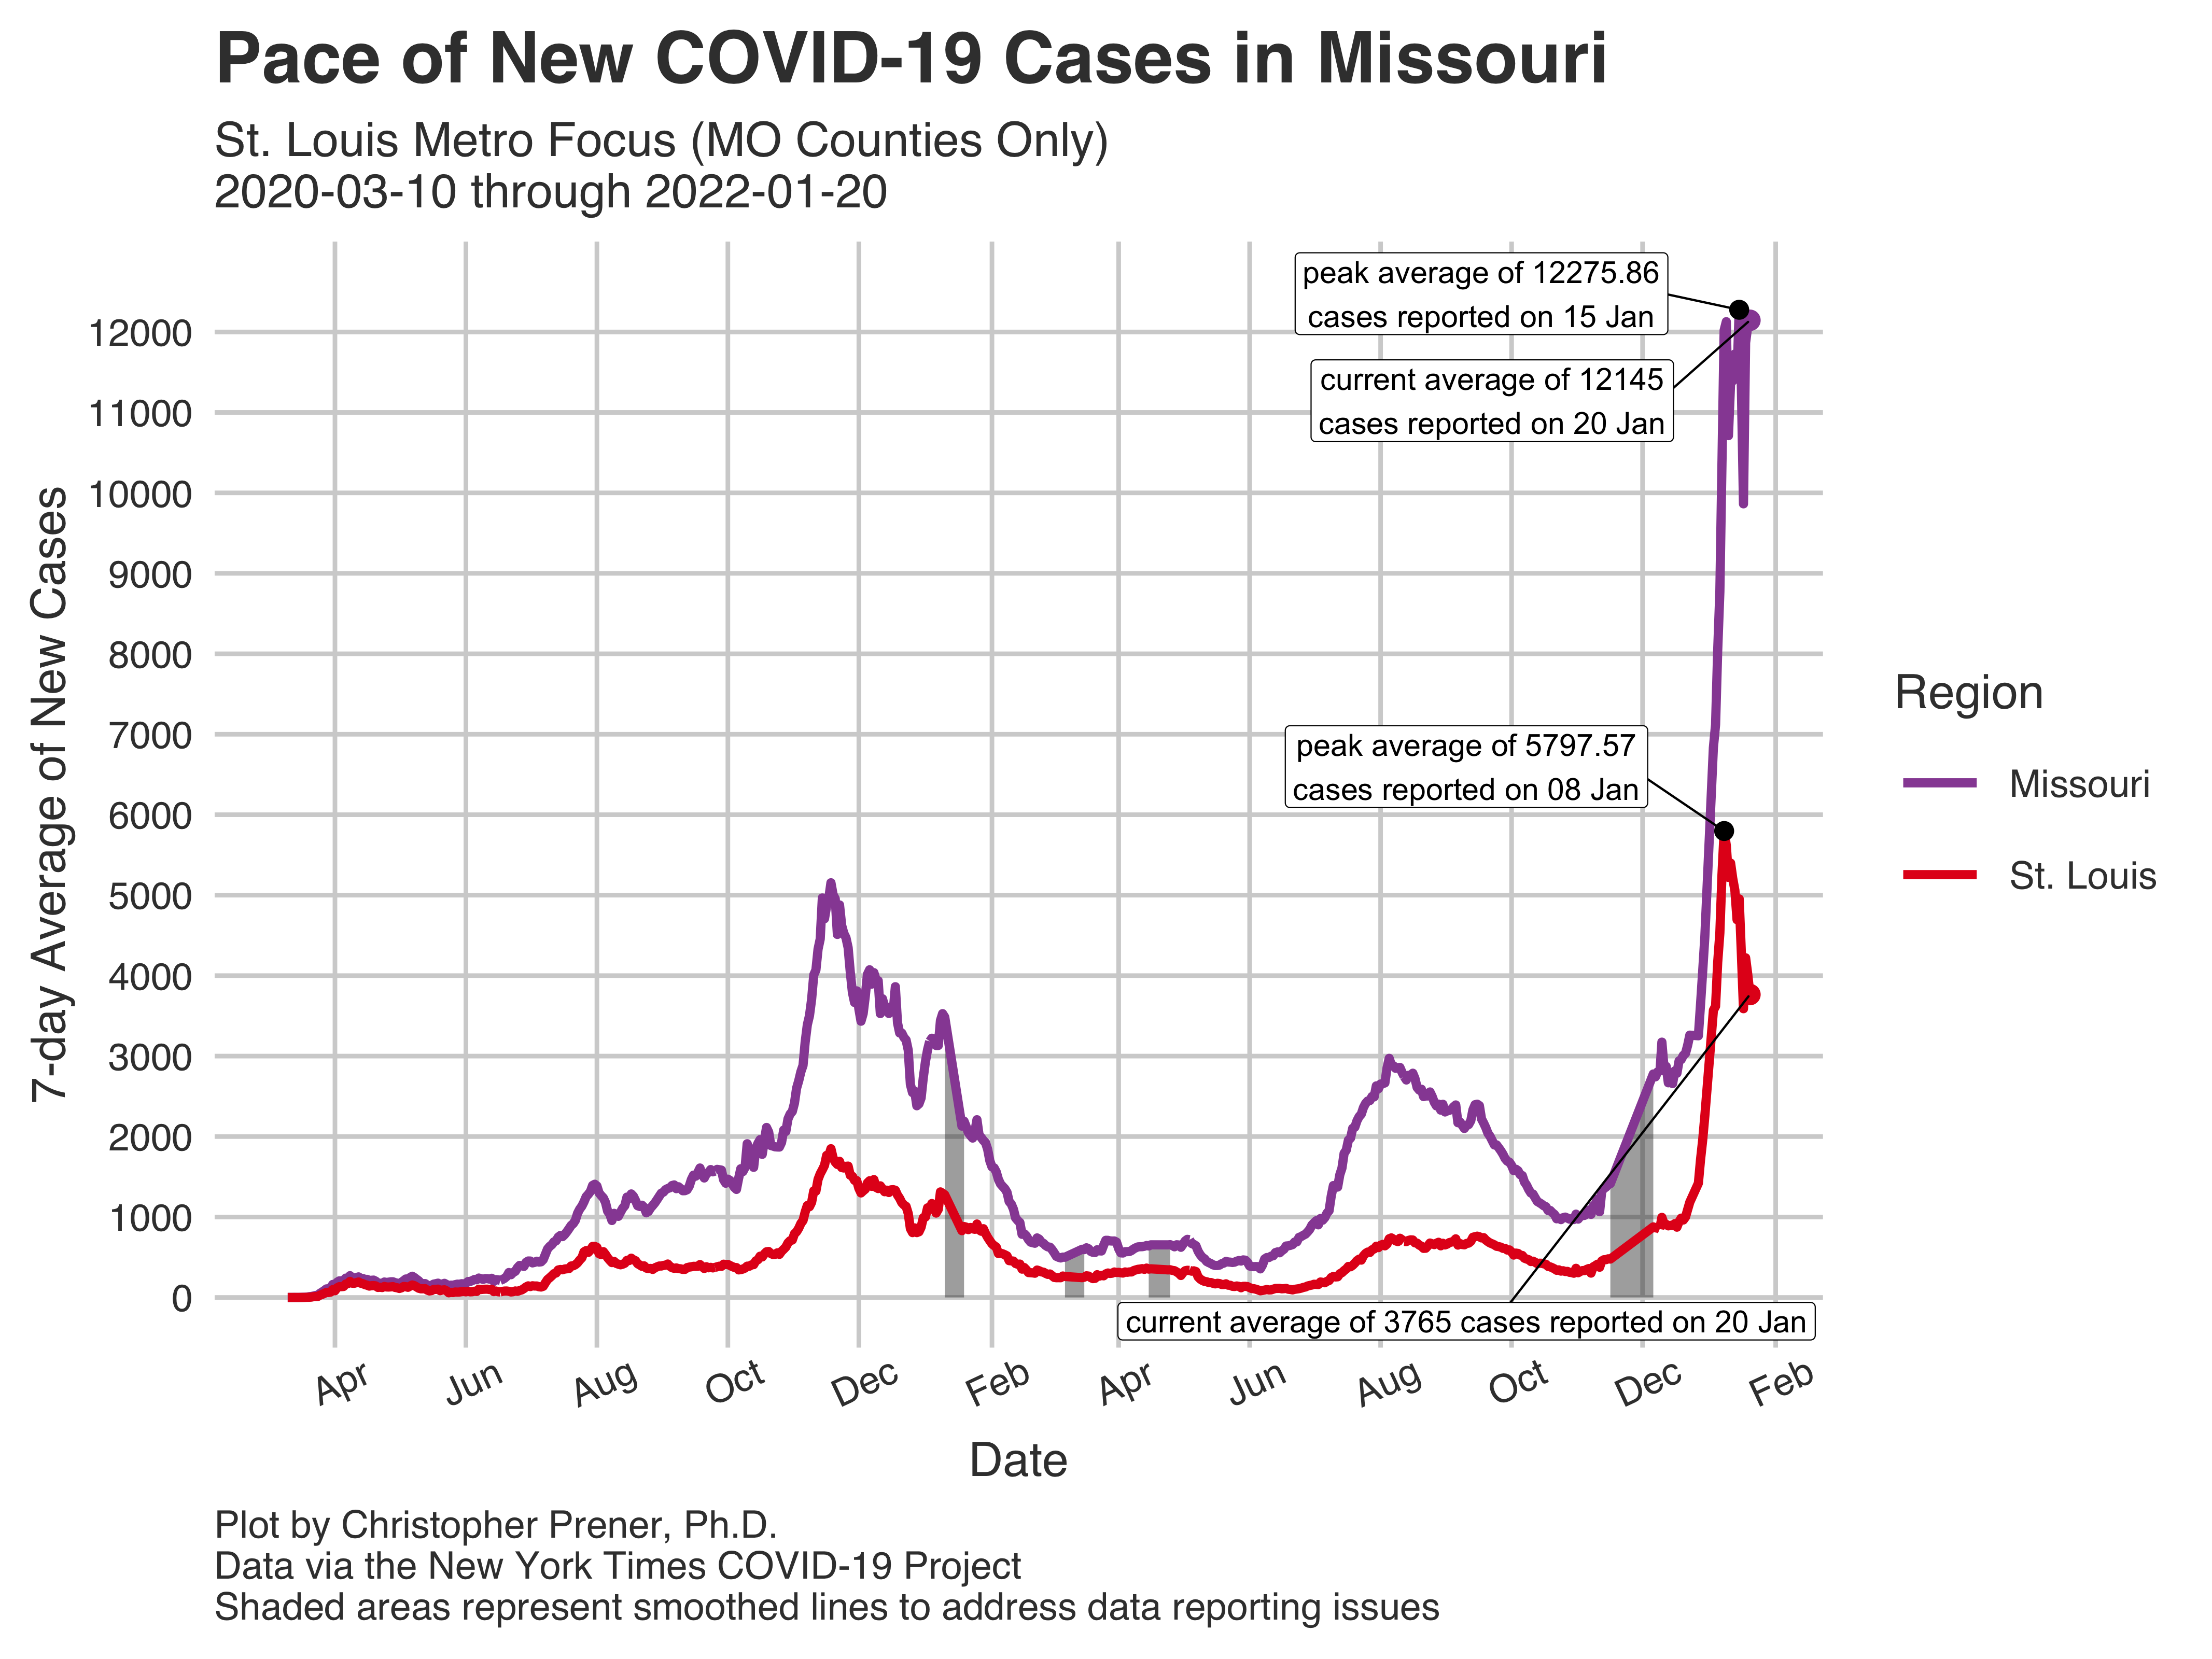 Pace of New COVID-19 Cases in Missouri
St. Louis Metro Focus (MO Counties Only)
2020-03-10 through 2022-01-20
7-day Average of New Cases
12000
11000
10000
9000
8000
7000
6000
5000
4000
3000
2000
1000
0
peak average of 12275.86
cases reported on 15 Jan
current average of 12145
cases reported on 20 Jan
peak average of 5797.57
cases reported on 08 Jan
current average of 3765 cases reported on 20 Jan
Apr
Jun
Aug
Oct
Dec
Feb
Apr
Jun
Aug
Oct
Dec
Feb
Date
Region
Missouri
St. Louis
Plot by Christopher Prener, Ph.D.
Data via the New York Times COVID-19 Project
Shaded areas represent smoothed lines to address data reporting issues